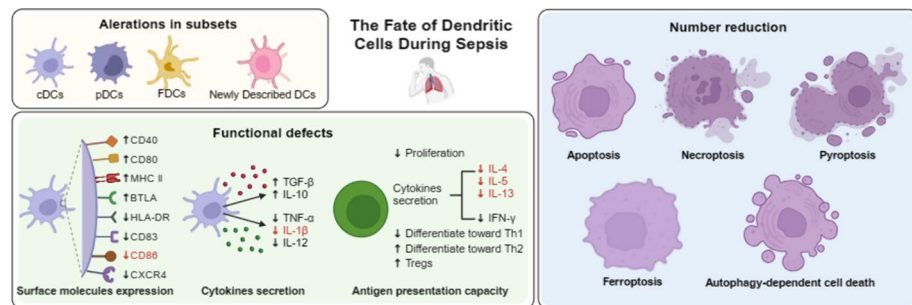 Alerations in subsets
cDCs
pDCs
FDCs
Newly Described DCs
The Fate of Dendritic
Cells During Sepsis
Functional defects
↑CD40
↑CD80
↑MHC II
↑BTLA
↓HLA-DR
↓CD83
↓CD86
↓CXCR4
Surface molecules expression
↑ TGF-β
↑ IL-10
↓ TNF-α
↓ IL-1β
↓ IL-12
Cytokines secretion
↓ Proliferation
Cytokines
secretion
↓ IL-4
↓ IL-5
↓ IL-13
↓ IFN-γ
↓ Differentiate toward Th1
↑ Differentiate toward Th2
↑ Tregs
Antigen presentation capacity
Number reduction
Apoptosis
Necroptosis
Pyroptosis
Ferroptosis
Autophagy-dependent cell death